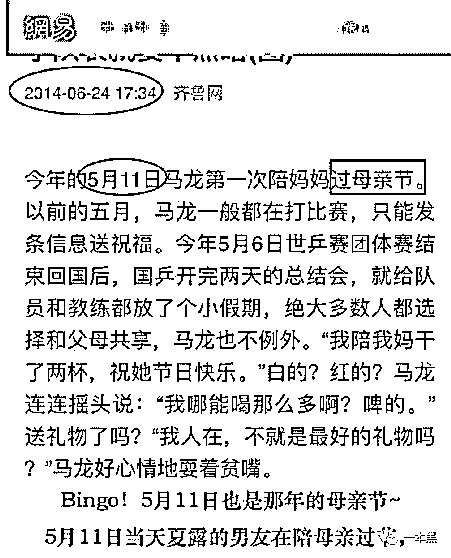 網易
2014-06-24 17:34 齐鲁网
今年的5月11日马龙第一次陪妈妈过母亲节。
以前的五月，马龙一般都在打比赛，只能发
条信息送祝福。今年5月6日世乒赛团体赛结
束回国后，国乒开完两天的总结会，就给队
员和教练都放了个小假期，绝大多数人都选
择和父母共享，马龙也不例外。“我陪我妈干
了两杯，祝她节日快乐。”白的？红的？马龙
连连摇头说：“我哪能喝那么多啊？啤的。”
送礼物了吗？“我人在，不就是最好的礼物吗
？”马龙好心情地耍着贫嘴。
Bingo！5月11日也是那年的母亲节~
5月11日当天夏露的男友在陪母亲过节，